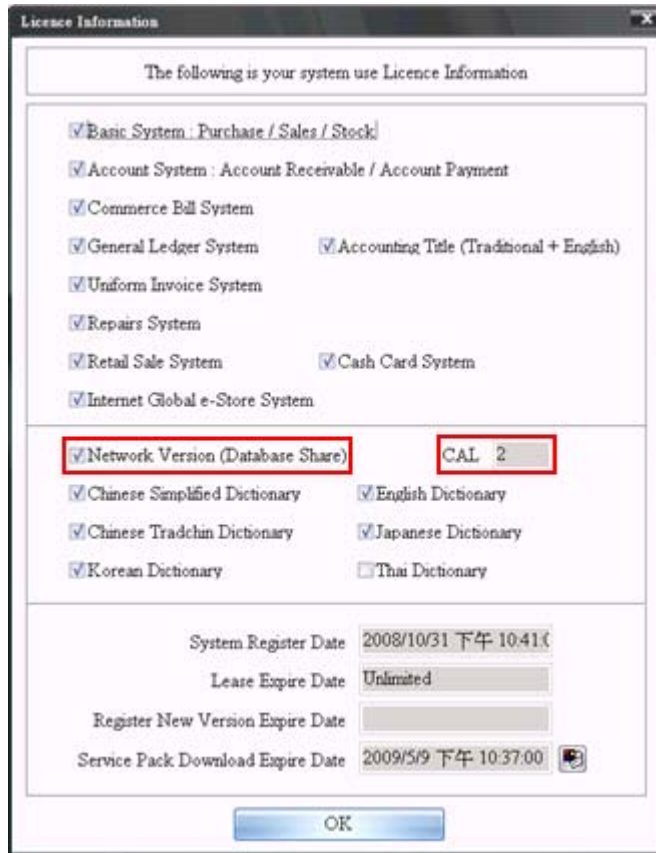 Licence Information
The following is your system use Licence Information
Basic System : Purchase / Sales / Stock
Account System : Account Receivable / Account Payment
Commerce Bill System
General Ledger System Accounting Title (Traditional + English)
Uniform Invoice System
Repairs System
Retail Sale System Cash Card System
Internet Global e-Store System
Network Version (Database Share) CAL 2
Chinese Simplified Dictionary English Dictionary
Chinese Tradchin Dictionary Japanese Dictionary
Korean Dictionary Thai Dictionary
System Register Date 2008/10/31 下午 10:41:0
Lease Expire Date Unlimited
Register New Version Expire Date
Service Pack Download Expire Date 2009/5/9 下午 10:37:00
OK